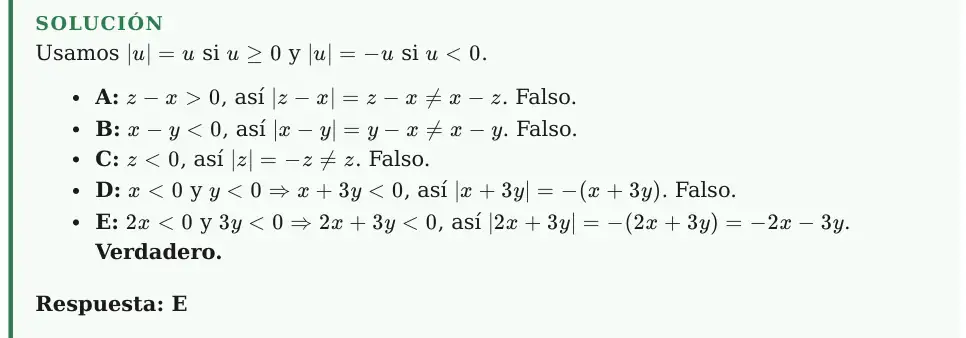 SOLUCIÓN
Usamos |u| = u si u ≥ 0 y |u| = −u si u < 0.
• A: z − x > 0, así |z − x| = z − x ≠ x − z. Falso.
• B: x − y < 0, así |x − y| = y − x ≠ x − y. Falso.
• C: z < 0, así |z| = −z ≠ z. Falso.
• D: x < 0 y y < 0 ⇒ x + 3y < 0, así |x + 3y| = −(x + 3y). Falso.
• E: 2x < 0 y 3y < 0 ⇒ 2x + 3y < 0, así |2x + 3y| = −(2x + 3y) = −2x − 3y.
Verdadero.
Respuesta: E